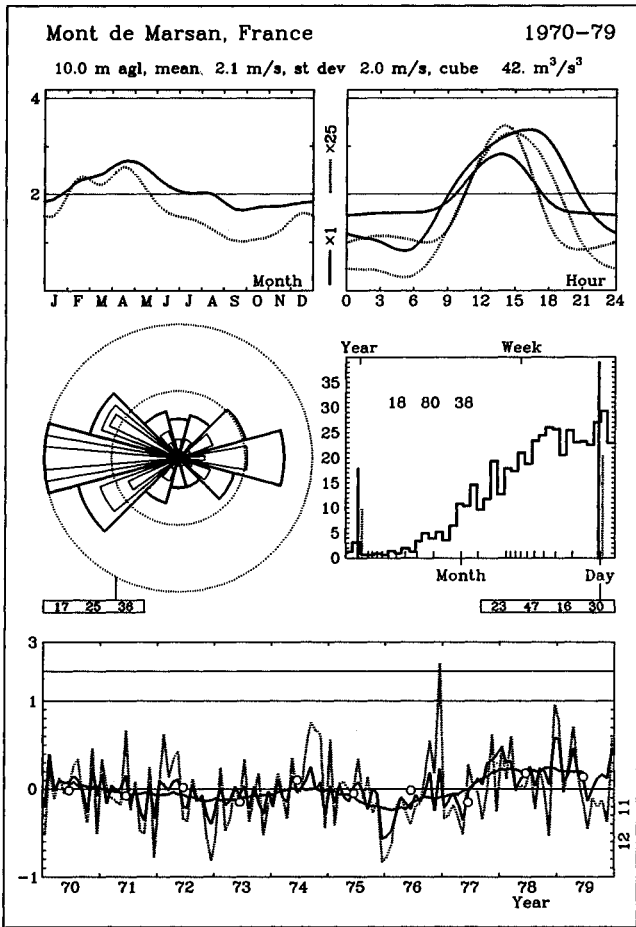 Mont de Marsan, France 1970-79
10.0 m agl, mean 2.1 m/s, st dev 2.0 m/s, cube 42. m³/s³
4
2
Month
J F M A M J J A S O N D
×1 ×25
Hour
0 3 6 9 12 15 18 21 24
17 25 36
Year Week
35
30
25
20
15
10
5
0
18 80 38
Month Day
23 47 16 30
3
1
0
-1
70 71 72 73 74 75 76 77 78 79
Year
12 11